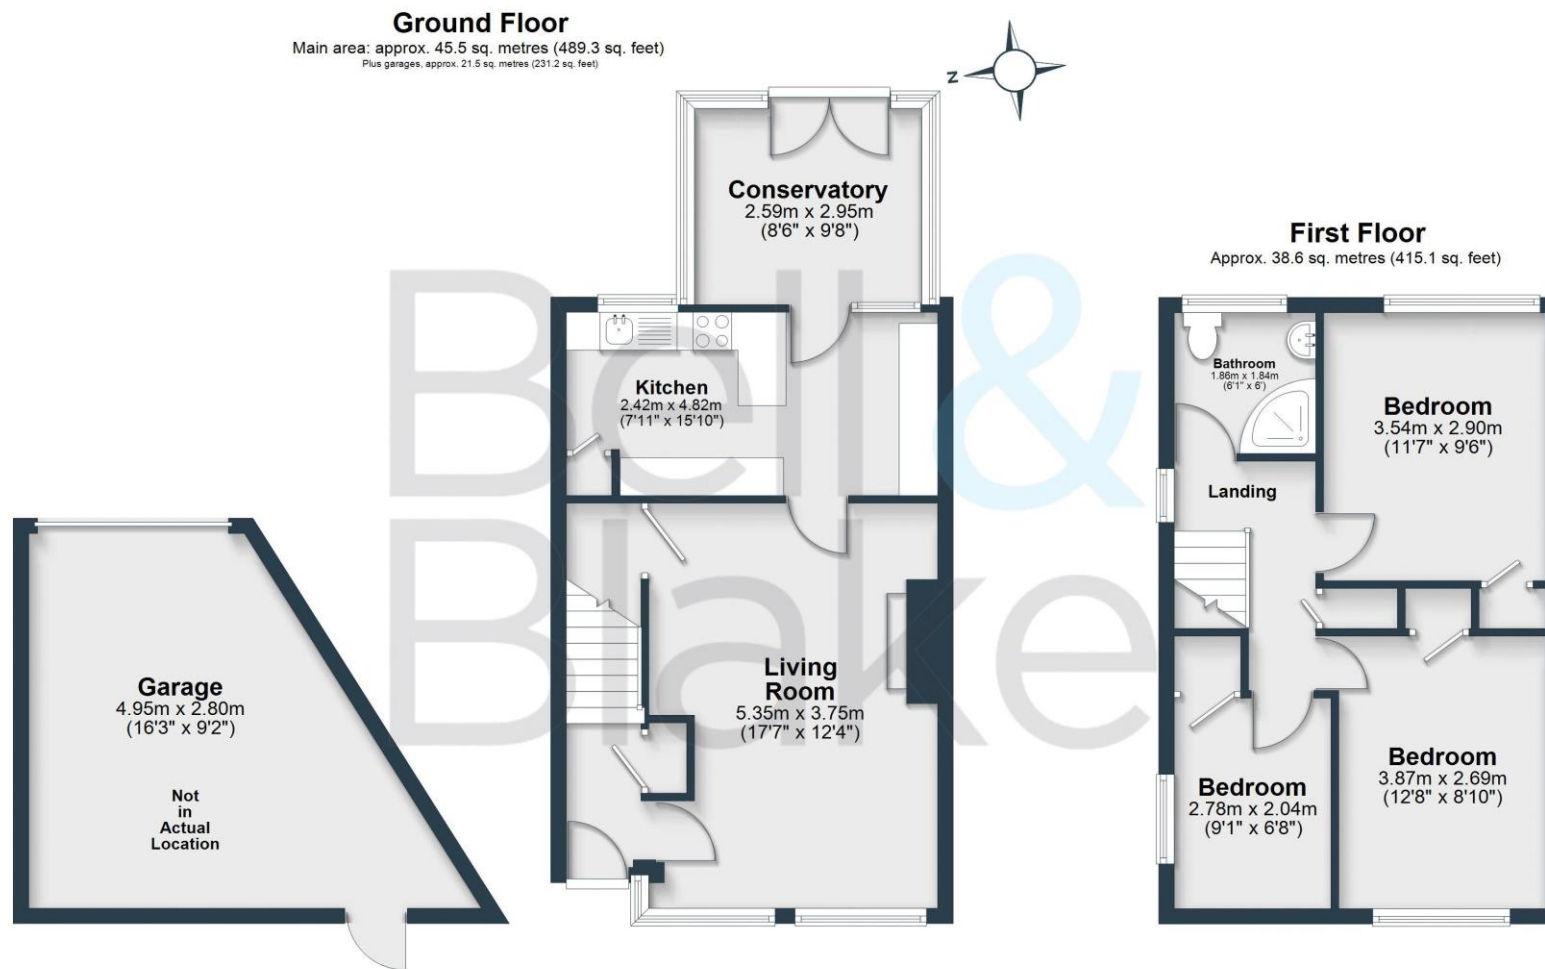 Ground Floor
Main area: approx. 45.5 sq. metres (489.3 sq. feet)
Plus garages, approx. 21.5 sq. metres (231.2 sq. feet)
N
Conservatory
2.59m x 2.95m
(8'6" x 9'8")
First Floor
Approx. 38.6 sq. metres (415.1 sq. feet)
Bell &
Blake
Kitchen
2.42m x 4.82m
(7'11" x 15'10")
Bathroom
1.86m x 1.84m
(6'1" x 6')
Bedroom
3.54m x 2.90m
(11'7" x 9'6")
Landing
Garage
4.95m x 2.80m
(16'3" x 9'2")
Not
in
Actual
Location
Living
Room
5.35m x 3.75m
(17'7" x 12'4")
Bedroom
2.78m x 2.04m
(9'1" x 6'8")
Bedroom
3.87m x 2.69m
(12'8" x 8'10")